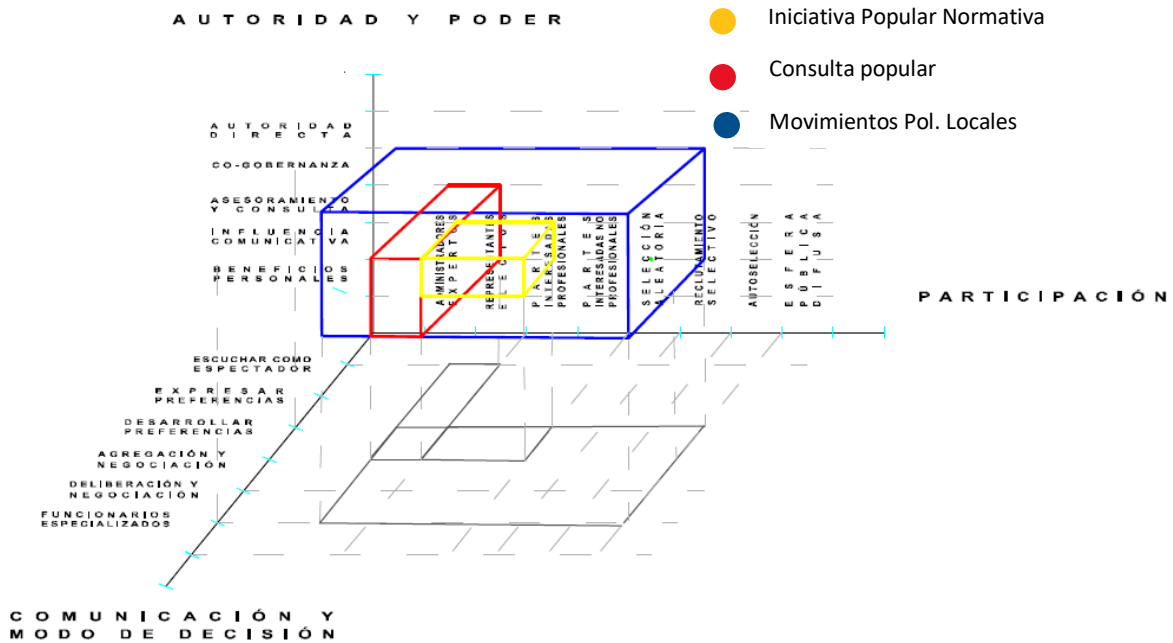 AUTORIDAD Y PODER
Iniciativa Popular Normativa
Consulta popular
Movimientos Pol. Locales
AUTORIDAD
DIRECTA
CO-GOBERNANZA
ASESORAMIENTO
Y CONSULTA
INFLUENCIA
COMUNICATIVA
BENEFICIOS
PERSONALES
ADMINISTRADORES
EXPERTOS
REPRESENTANTES
ELECTOS
PARTES
INTERESADAS
PROFESIONALES
PARTES
INTERESADAS NO
PROFESIONALES
SELECCIÓN
ALEATORIA
RECLUTAMIENTO
SELECTIVO
AUTOSELECCIÓN
ESFERA
PÚBLICA
DIFUSA
PARTICIPACIÓN
ESCUCHAR COMO
ESPECTADOR
EXPRESAR
PREFERENCIAS
DESARROLLAR
PREFERENCIAS
AGREGACIÓN Y
NEGOCIACIÓN
DELIBERACIÓN Y
NEGOCIACIÓN
FUNCIONARIOS
ESPECIALIZADOS
COMUNICACIÓN Y
MODO DE DECISIÓN